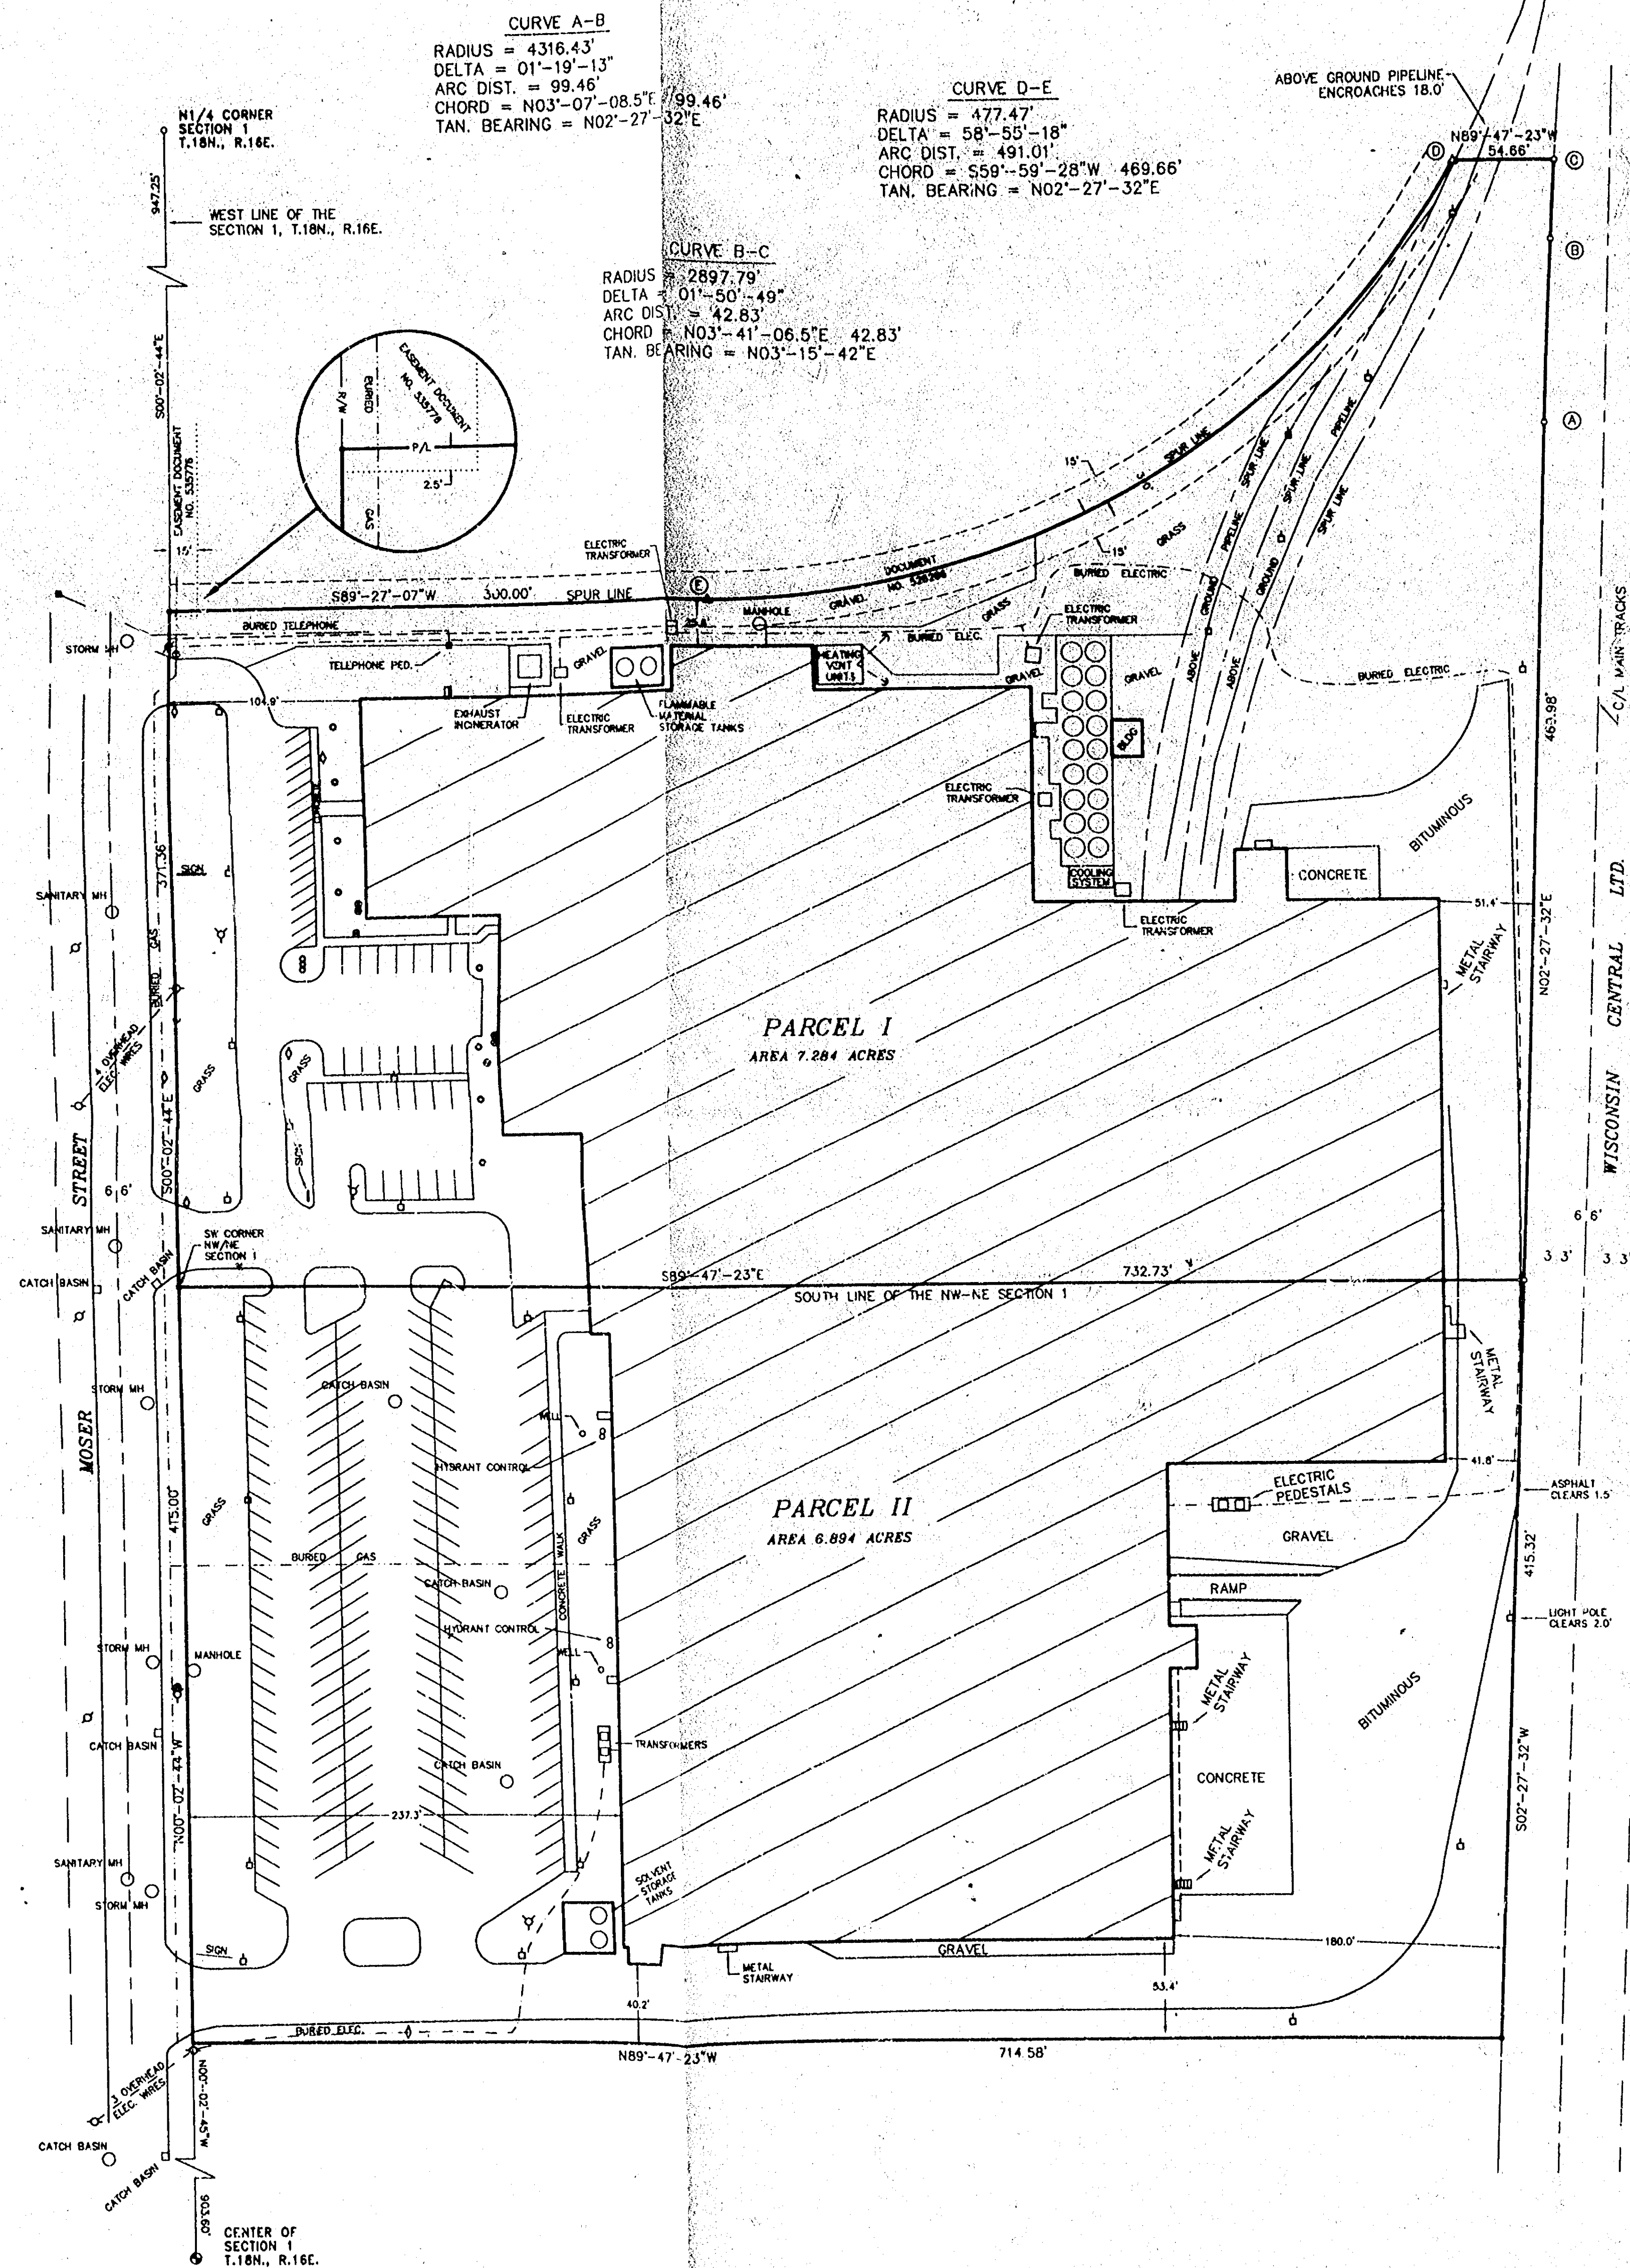 CURVE A-B
RADIUS = 4316.43'
DELTA = 01°-19'-13"
ARC DIST. = 99.46'
CHORD = N03°-07'-08.5"E 99.46'
TAN. BEARING = N02°-27'-32"E
CURVE D-E
RADIUS = 477.47'
DELTA = 58°-55'-18"
ARC DIST. = 491.01'
CHORD = S59°-59'-28"W 469.66'
TAN. BEARING = N02°-27'-32"E
ABOVE GROUND PIPELINE
ENCROACHES 18.0'
N89°-47'-23"W
54.66'
D
C
B
A
N1/4 CORNER
SECTION 1
T.18N., R.16E.
947.25'
WEST LINE OF THE
SECTION 1, T.18N., R.16E.
CURVE B-C
RADIUS = 2897.79'
DELTA = 01°-50'-49"
ARC DIST. = 42.83'
CHORD = N03°-41'-06.5"E 42.83'
TAN. BEARING = N03°-15'-42"E
S00°-02'-44"E
EASEMENT DOCUMENT
NO. 535776
15'
EASEMENT DOCUMENT
NO. 535776
R/W
BURIED
P/L
2.5'
GAS
ELECTRIC
TRANSFORMER
S89°-27'-07"W
300.00'
SPUR LINE
E
DOCUMENT
15'
SPUR LINE
15'
GRASS
SPUR LINE
SPUR LINE
SPUR LINE
PIPELINE
PIPELINE
GROUND
GROUND
ABOVE
ABOVE
BURIED ELECTRIC
BURIED TELEPHONE
STORM MH
TELEPHONE PED.
GRAVEL
MANHOLE
GRAVEL
GRASS
BURIED ELEC.
ELECTRIC
TRANSFORMER
HEATING
VENT
UNITS
GRAVEL
GRAVEL
BURIED ELECTRIC
104.9'
EXHAUST
INCINERATOR
ELECTRIC
TRANSFORMER
FLAMMABLE
MATERIAL
STORAGE TANKS
BLDG
ELECTRIC
TRANSFORMER
COOLING
SYSTEM
ELECTRIC
TRANSFORMER
CONCRETE
BITUMINOUS
469.98'
C/L MAIN TRACKS
51.4'
METAL
STAIRWAY
N02°-27'-32"E
WISCONSIN CENTRAL LTD.
371.36'
SIGN
SANITARY MH
BURIED GAS
4 OVERHEAD
ELEC. WIRES
GRASS
GRASS
S00°-02'-44"E
SIGN
PARCEL I
AREA 7.284 ACRES
MOSER STREET
66'
SANITARY MH
SW CORNER
NW/NE
SECTION 1
CATCH BASIN
CATCH BASIN
S89°-47'-23"E
732.73'
SOUTH LINE OF THE NW-NE SECTION 1
66'
33'
33'
METAL
STAIRWAY
STORM MH
CATCH BASIN
WELL
HYDRANT CONTROL
475.00'
GRASS
CONCRETE WALK
GRASS
BURIED GAS
CATCH BASIN
HYDRANT CONTROL
WELL
PARCEL II
AREA 6.894 ACRES
41.8'
ELECTRIC
PEDESTALS
GRAVEL
RAMP
ASPHALT
CLEARS 1.5'
415.32'
LIGHT POLE
CLEARS 2.0'
STORM MH
MANHOLE
CATCH BASIN
N00°-02'-44"W
TRANSFORMERS
CATCH BASIN
237.3'
METAL
STAIRWAY
BITUMINOUS
CONCRETE
METAL
STAIRWAY
S02°-27'-32"W
SANITARY MH
STORM MH
SIGN
SOLVENT
STORAGE
TANKS
METAL
STAIRWAY
GRAVEL
180.0'
40.2'
53.4'
BURIED ELEC.
N89°-47'-23"W
714.58'
3 OVERHEAD
ELEC. WIRES
N00°-02'-45"W
CATCH BASIN
CATCH BASIN
903.60'
CENTER OF
SECTION 1
T.18N., R.16E.